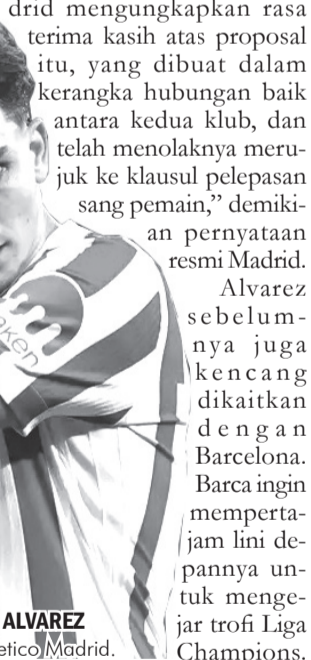 drid mengungkapkan rasa
terima kasih atas proposal
itu, yang dibuat dalam
kerangka hubungan baik
antara kedua klub, dan
telah menolaknya meru-
juk ke klausul pelepasan
sang pemain,” demiki-
an pernyataan
resmi Madrid.
Alvarez
sebelum-
nya juga
kencang
dikaitkan
dengan
Barcelona.
Barca ingin
memperta-
jam lini de-
pannya un-
tuk menge-
jar trofi Liga
Champions.
ALVAREZ
etico Madrid.